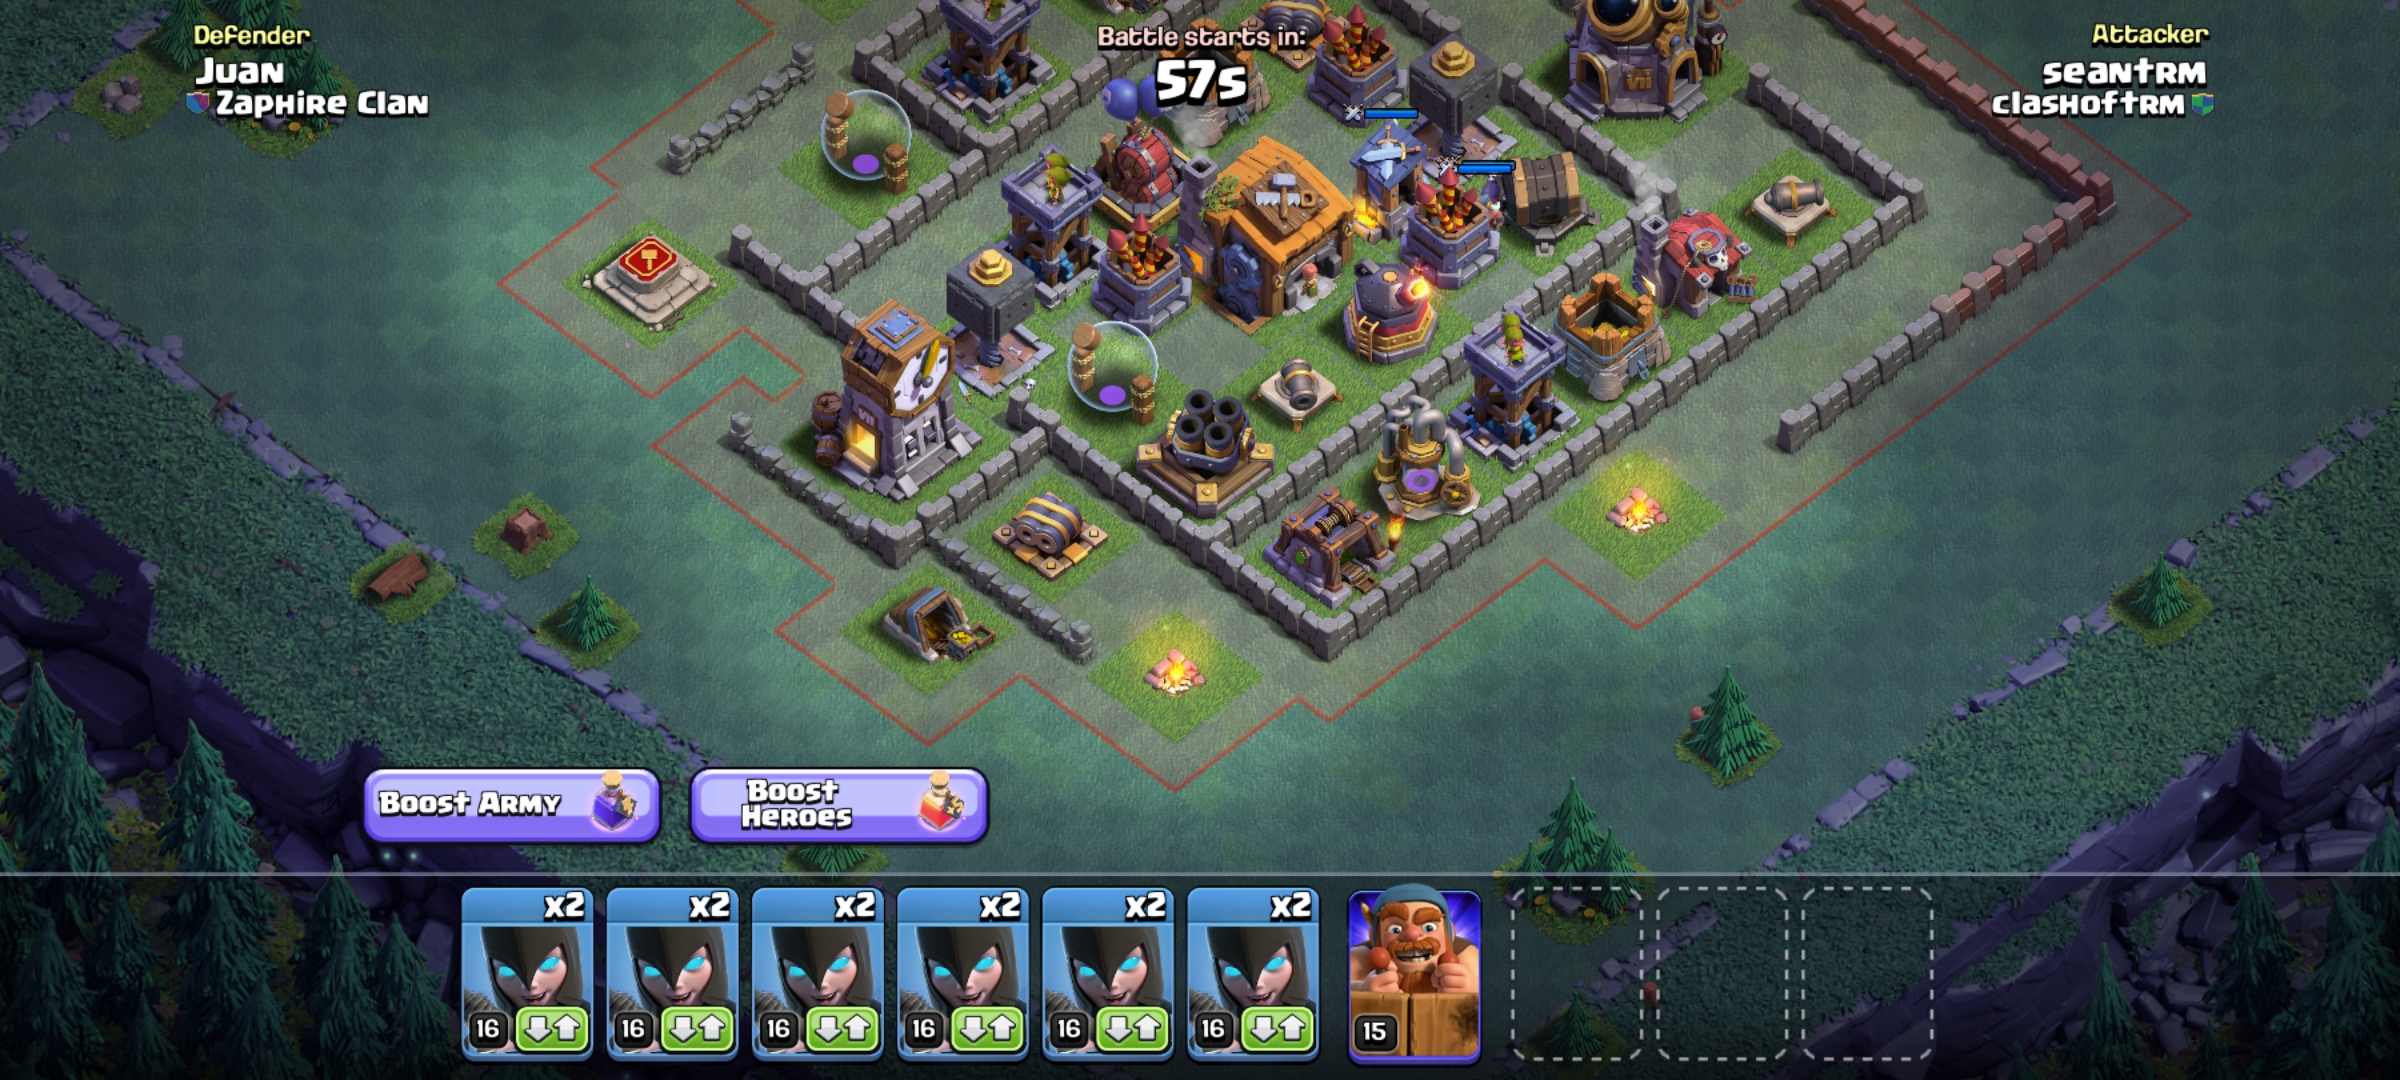 Defender
Juan
Zaphire Clan
Battle starts in:
57s
Attacker
seantRM
clashoftRM
Boost Army
Boost
Heroes
x2
x2
x2
x2
x2
x2
16
16
16
16
16
16
15